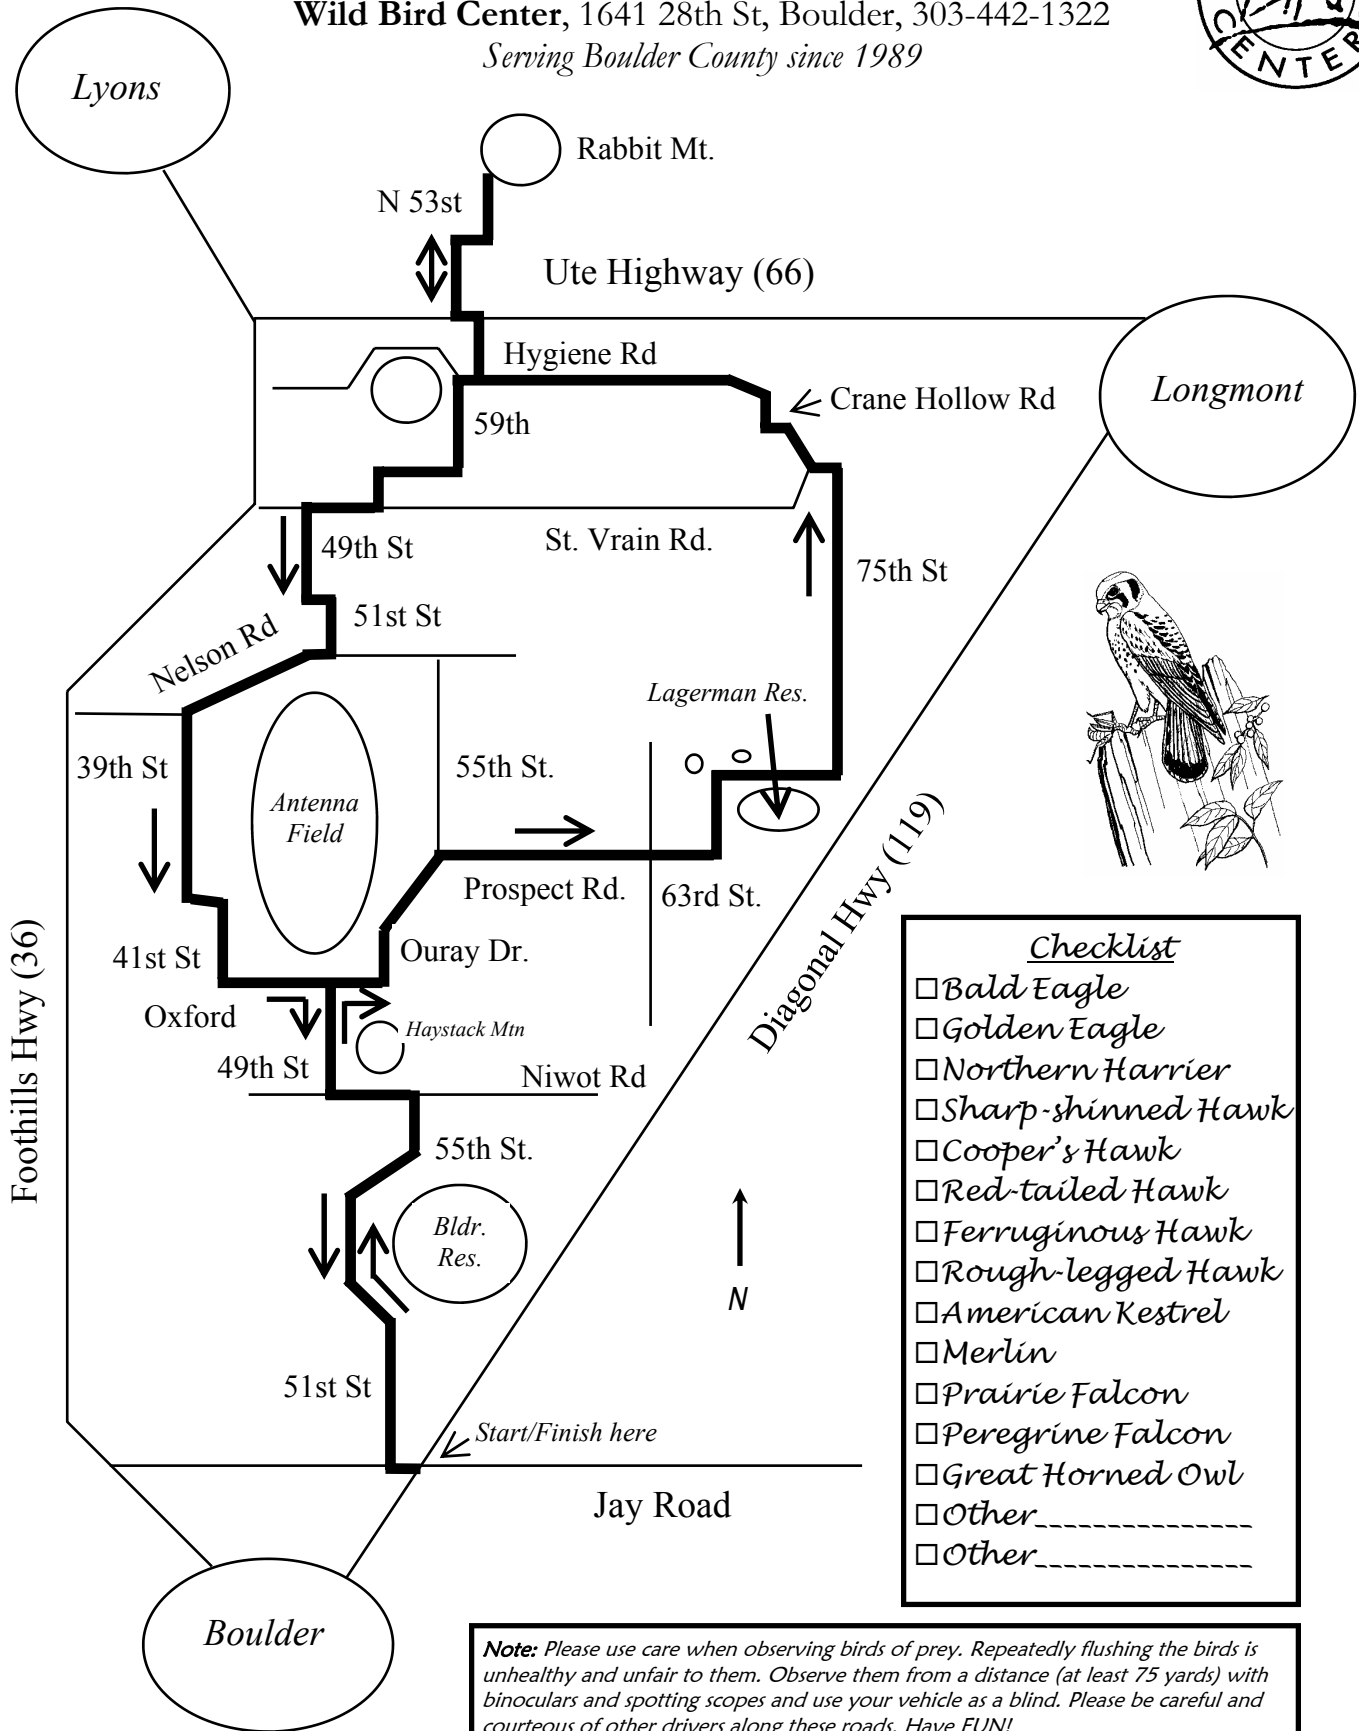 Wild Bird Center, 1641 28th St, Boulder, 303-442-1322
Serving Boulder County since 1989
CENTER
Lyons
Rabbit Mt.
N 53st
Ute Highway (66)
Hygiene Rd
Longmont
Crane Hollow Rd
59th
49th St
St. Vrain Rd.
75th St
51st St
Nelson Rd
Lagerman Res.
39th St
55th St.
Antenna
Field
Prospect Rd.
63rd St.
Diagonal Hwy (119)
Foothills Hwy (36)
41st St
Ouray Dr.
Oxford
Haystack Mtn
49th St
Niwot Rd
55th St.
Bldr.
Res.
N
51st St
Start/Finish here
Jay Road
Boulder
Checklist
Bald Eagle
Golden Eagle
Northern Harrier
Sharp-shinned Hawk
Cooper's Hawk
Red-tailed Hawk
Ferruginous Hawk
Rough-legged Hawk
American Kestrel
Merlin
Prairie Falcon
Peregrine Falcon
Great Horned Owl
Other_______________
Other_______________
Note: Please use care when observing birds of prey. Repeatedly flushing the birds is
unhealthy and unfair to them. Observe them from a distance (at least 75 yards) with
binoculars and spotting scopes and use your vehicle as a blind. Please be careful and
courteous of other drivers along these roads. Have FUN!